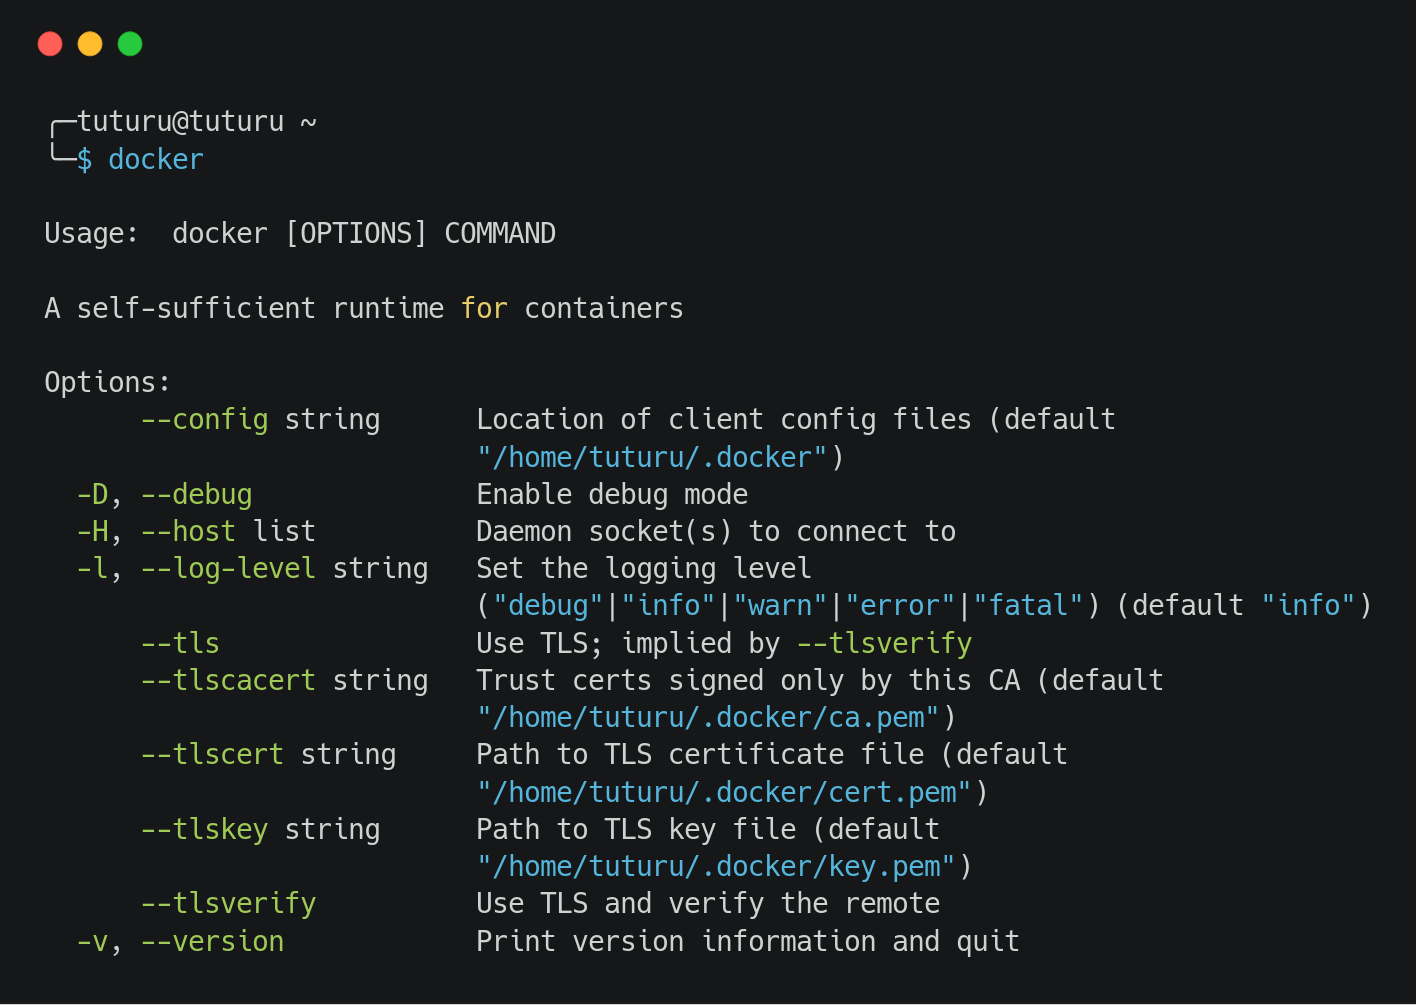 ╭─tuturu@tuturu ~
╰─$ docker
Usage:  docker [OPTIONS] COMMAND
A self-sufficient runtime for containers
Options:
      --config string      Location of client config files (default
                           "/home/tuturu/.docker")
  -D, --debug              Enable debug mode
  -H, --host list          Daemon socket(s) to connect to
  -l, --log-level string   Set the logging level
                           ("debug"|"info"|"warn"|"error"|"fatal") (default "info")
      --tls                Use TLS; implied by --tlsverify
      --tlscacert string   Trust certs signed only by this CA (default
                           "/home/tuturu/.docker/ca.pem")
      --tlscert string     Path to TLS certificate file (default
                           "/home/tuturu/.docker/cert.pem")
      --tlskey string      Path to TLS key file (default
                           "/home/tuturu/.docker/key.pem")
      --tlsverify          Use TLS and verify the remote
  -v, --version            Print version information and quit